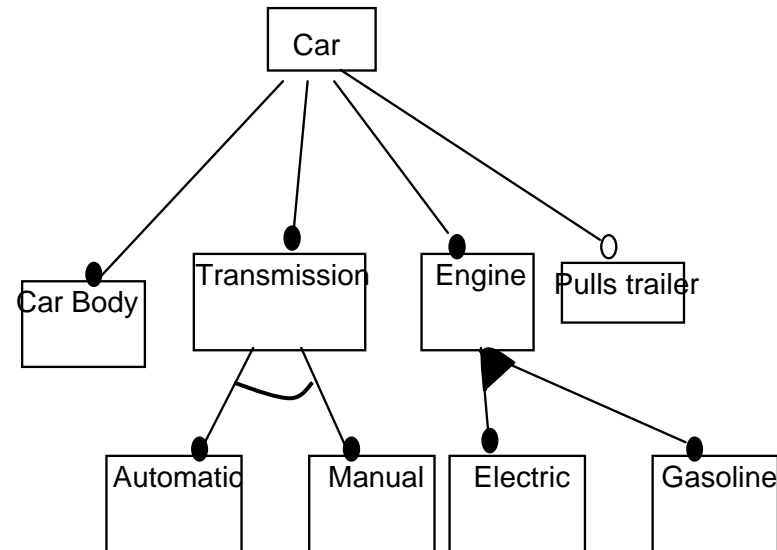 Car
Car Body
Transmission
Engine
Pulls trailer
Automatic
Manual
Electric
Gasoline